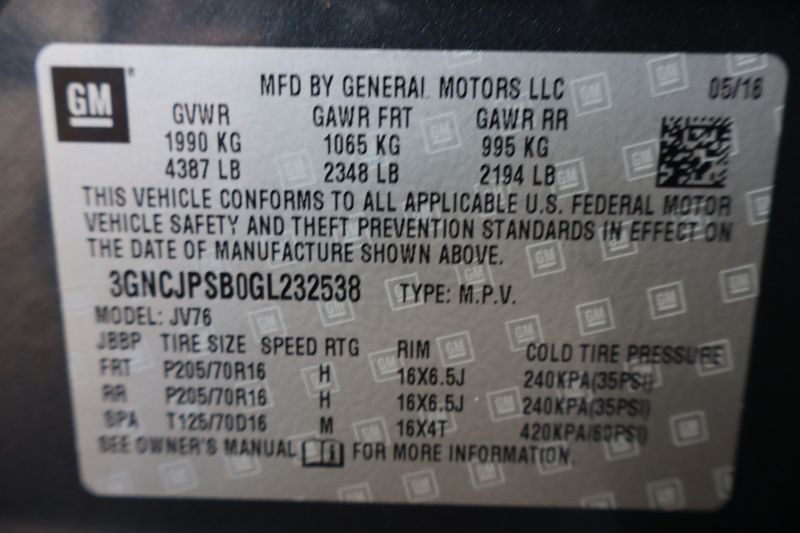 GM
MFD BY GENERAL MOTORS LLC 05/16
GVWR GAWR FRT GAWR RR
1990 KG 1065 KG 995 KG
4387 LB 2348 LB 2194 LB
THIS VEHICLE CONFORMS TO ALL APPLICABLE U.S. FEDERAL MOTOR
VEHICLE SAFETY AND THEFT PREVENTION STANDARDS IN EFFECT ON
THE DATE OF MANUFACTURE SHOWN ABOVE.
3GNCJPSB0GL232538 TYPE: M.P.V.
MODEL: JV76
JBBP TIRE SIZE SPEED RTG RIM COLD TIRE PRESSURE
FRT P205/70R16 H 16X6.5J 240KPA(35PSI)
RR P205/70R16 H 16X6.5J 240KPA(35PSI)
SPA T125/70D16 M 16X4T 420KPA(60PSI)
SEE OWNER'S MANUAL FOR MORE INFORMATION.